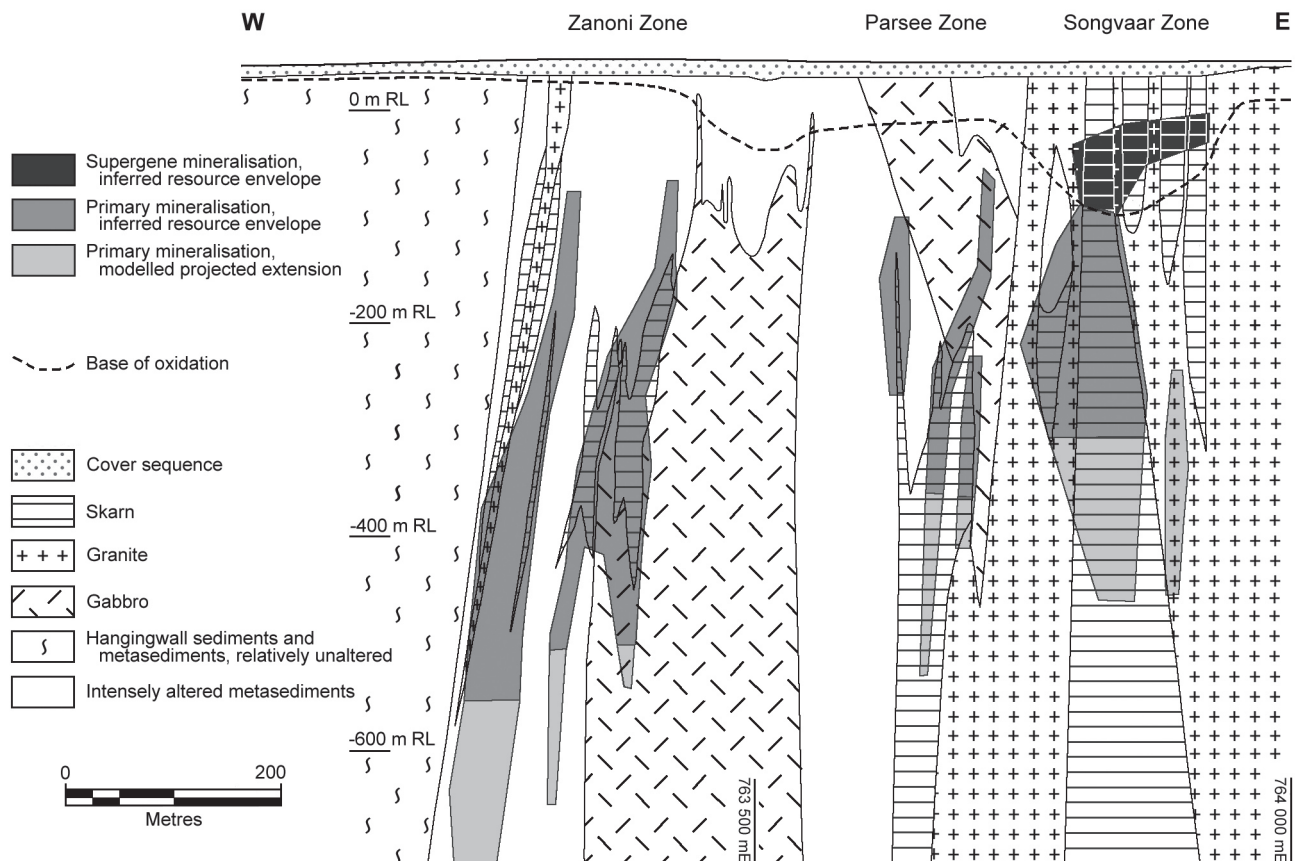 W
Zanoni Zone
Parsee Zone
Songvaar Zone
E
0 m RL
-200 m RL
-400 m RL
-600 m RL
Supergene mineralisation,
inferred resource envelope
Primary mineralisation,
inferred resource envelope
Primary mineralisation,
modelled projected extension
Base of oxidation
Cover sequence
Skarn
Granite
Gabbro
Hangingwall sediments and
metasediments, relatively unaltered
Intensely altered metasediments
0 200
Metres
763 500 mE
764 000 mE